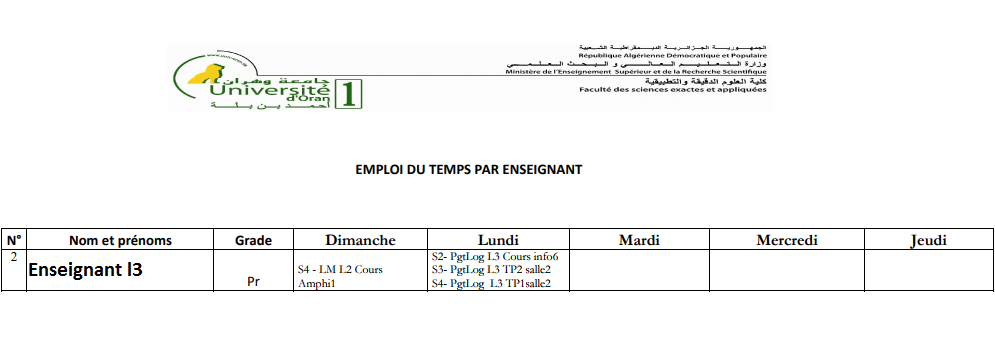 الجمهورية الجزائرية الديمقراطية الشعبية
République Algérienne Démocratique et Populaire
وزارة التعليم العالي و البحث العلمي
Ministère de l'Enseignement Supérieur et de la Recherche Scientifique
كلية العلوم الدقيقة والتطبيقية
Faculté des sciences exactes et appliquées
جامعة وهران
Université
d'Oran 1
أحمد بن بلة
EMPLOI DU TEMPS PAR ENSEIGNANT
N° Nom et prénoms Grade Dimanche Lundi Mardi Mercredi Jeudi
2 Enseignant l3 Pr S4 - LM L2 Cours
Amphi1
S2- PgtLog L3 Cours info6
S3- PgtLog L3 TP2 salle2
S4- PgtLog L3 TP1salle2